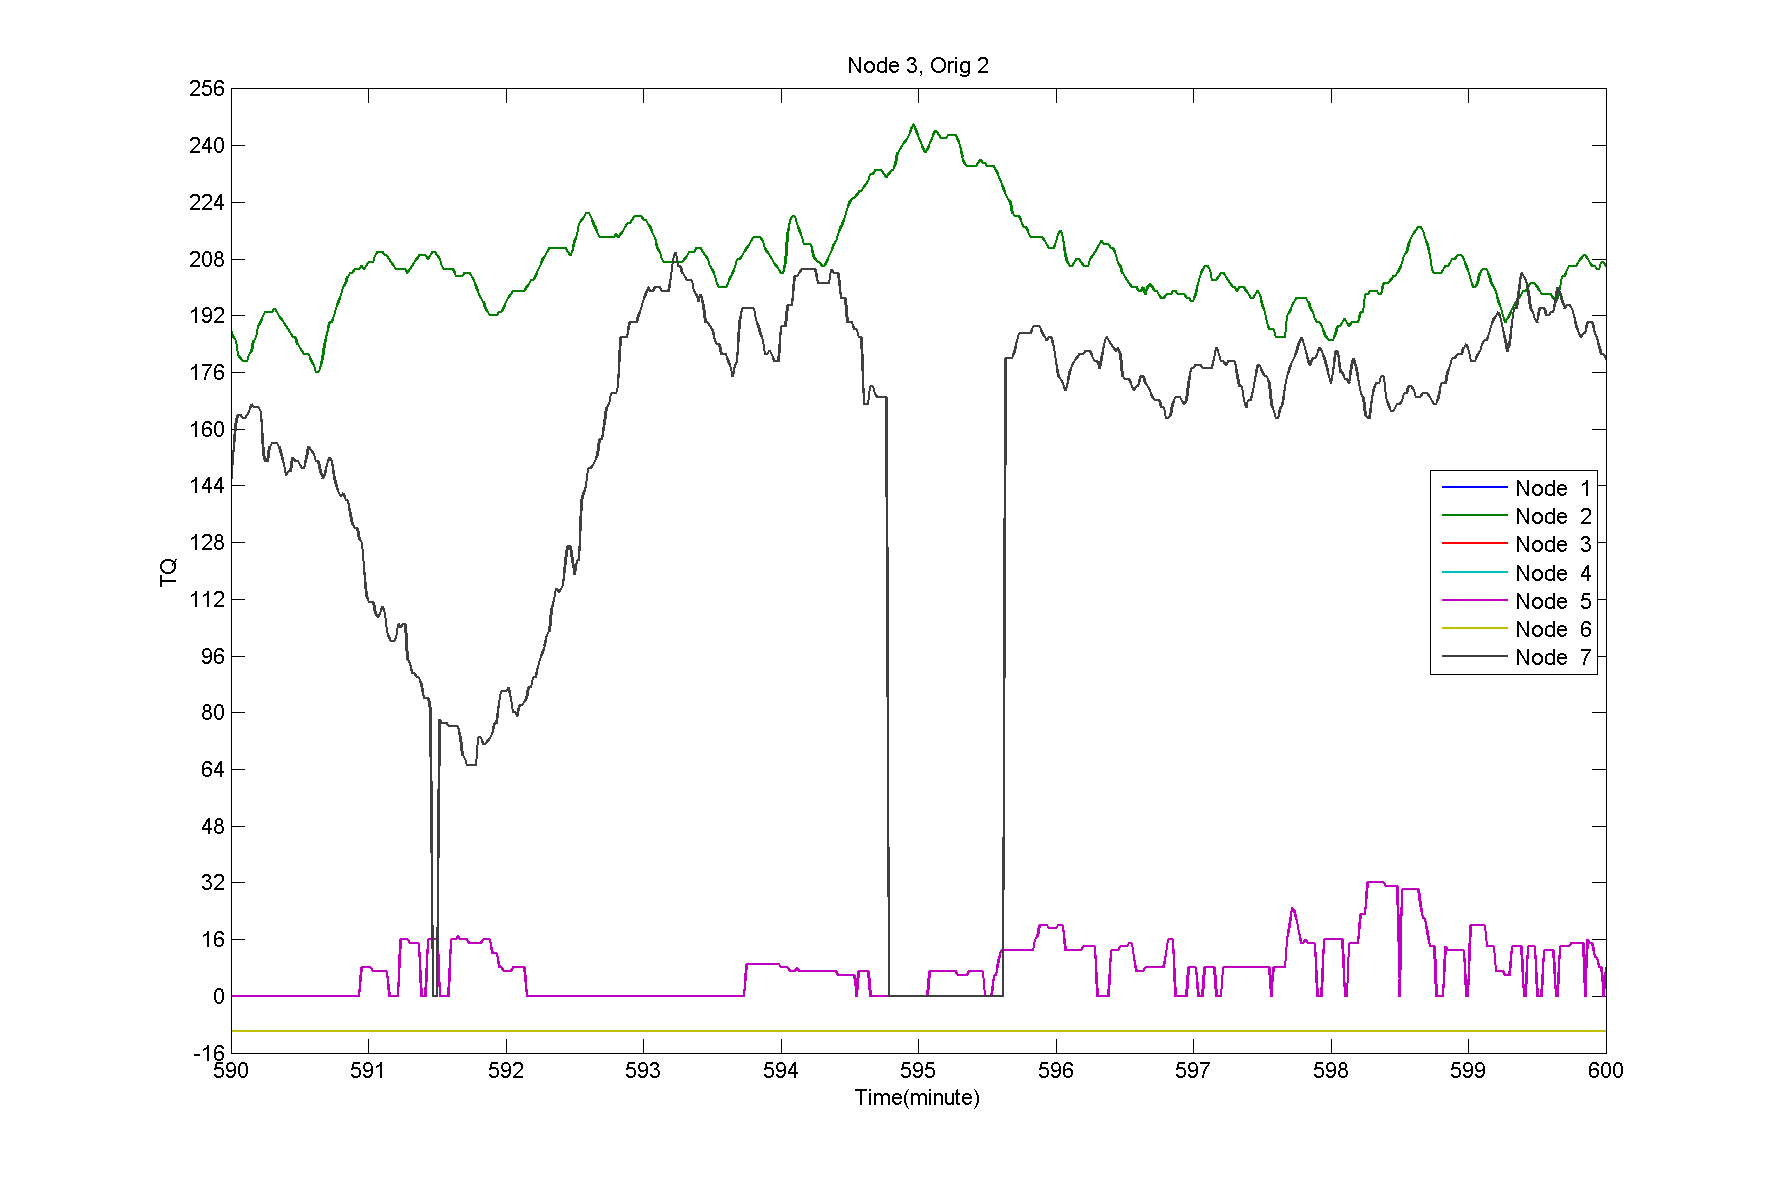 Node 3, Orig 2
256
240
224
208
192
176
160
144
128
112
96
80
64
48
32
16
0
-16
TQ
590 591 592 593 594 595 596 597 598 599 600
Time(minute)
Node 1
Node 2
Node 3
Node 4
Node 5
Node 6
Node 7